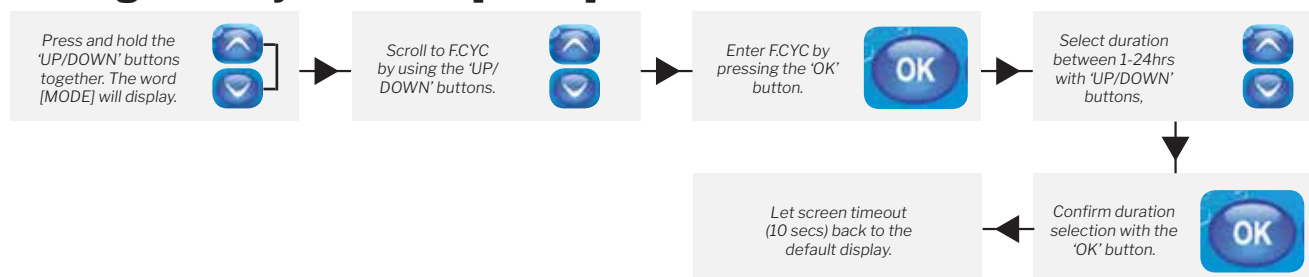 Press and hold the
‘UP/DOWN’ buttons
together. The word
[MODE] will display.
Scroll to F.CYC
by using the ‘UP/
DOWN’ buttons.
Enter F.CYC by
pressing the ‘OK’
button.
OK
Select duration
between 1-24hrs
with ‘UP/DOWN’
buttons,
Confirm duration
selection with the
‘OK’ button.
OK
Let screen timeout
(10 secs) back to the
default display.